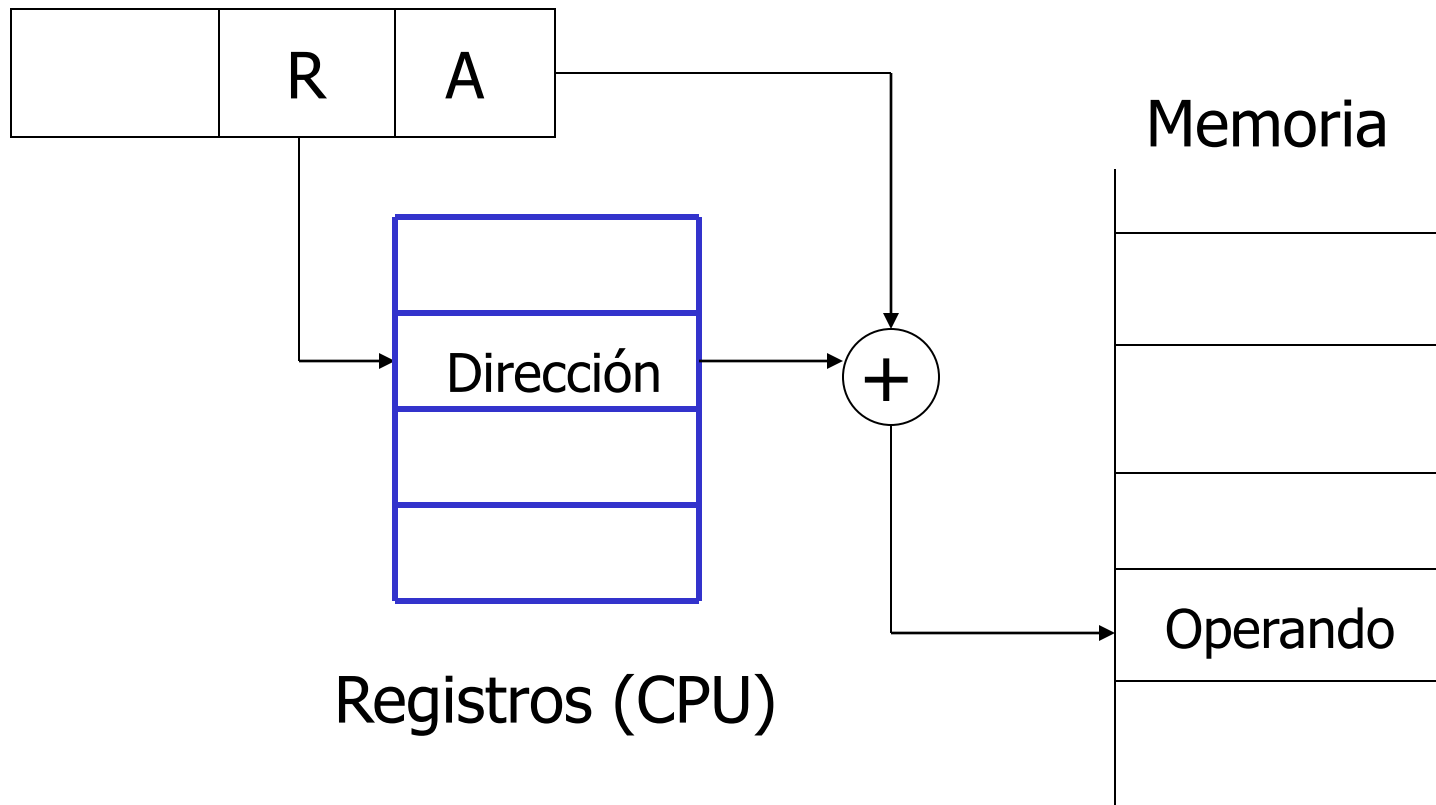 R A
Memoria
Dirección
+
Operando
Registros (CPU)